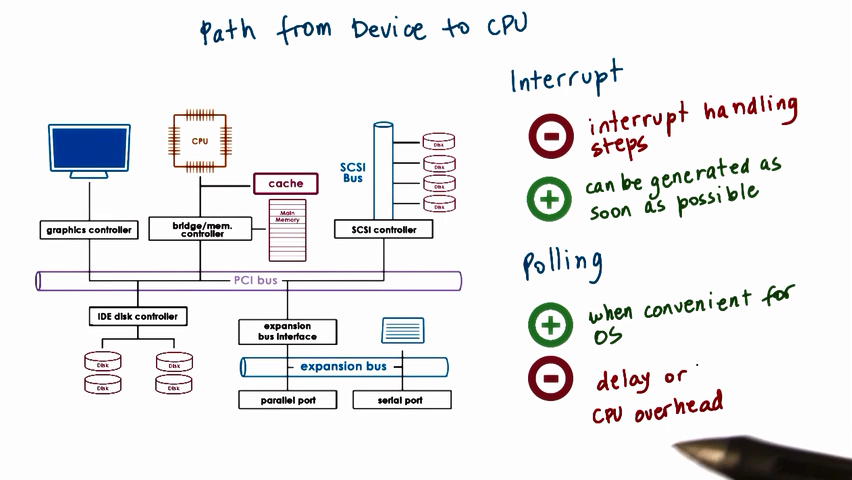 Path from Device to CPU
Interrupt
interrupt handling
steps
can be generated as
soon as possible
Polling
when convenient for
OS
delay or
CPU overhead
CPU
cache
Main
Memory
SCSI
Bus
Disk
Disk
Disk
Disk
graphics controller
bridge/mem.
controller
SCSI controller
PCI bus
IDE disk controller
Disk
Disk
Disk
Disk
expansion
bus interface
expansion bus
parallel port
serial port